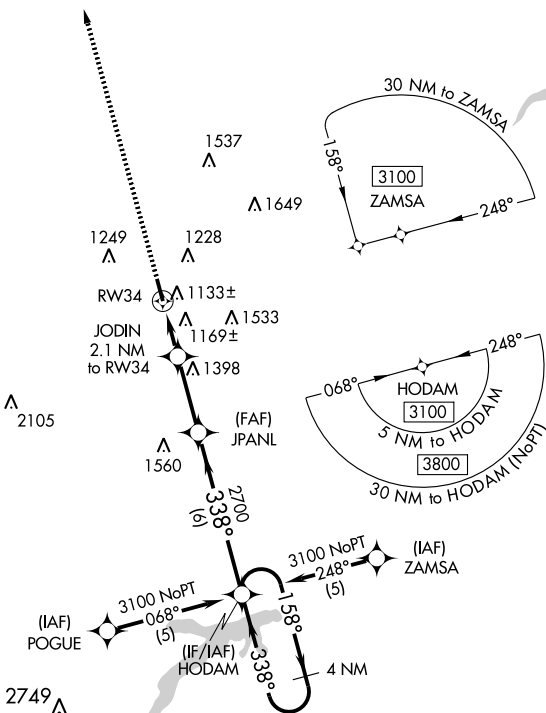 30 NM to ZAMSA
1537
158°
3100
ZAMSA
1649
248°
1249
1228
RW34
1133±
1533
1169±
JODIN
2.1 NM
to RW34
248°
068°
HODAM
3100
5 NM to HODAM
3800
30 NM to HODAM (NoPT)
1398
2105
(FAF)
JPANL
1560
2700
338°
(6)
3100 NoPT
248°
(5)
(IAF)
ZAMSA
3100 NoPT
068°
(5)
(IAF)
POGUE
158°
(IF/IAF)
HODAM
338°
4 NM
2749